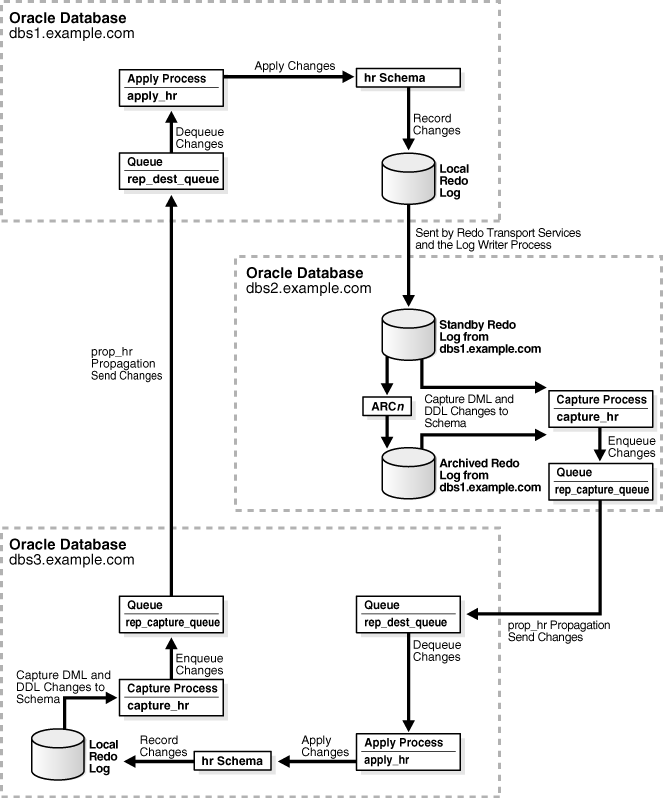 Oracle Database
dbs1.example.com
Apply Process
apply_hr
Apply Changes
hr Schema
Dequeue
Changes
Record
Changes
Queue
rep_dest_queue
Local
Redo
Log
Sent by Redo Transport Services
and the Log Writer Process
Oracle Database
dbs2.example.com
Standby Redo
Log from
dbs1.example.com
prop_hr
Propagation
Send Changes
ARCn
Capture DML and
DDL Changes to
Schema
Capture Process
capture_hr
Enqueue
Changes
Archived Redo
Log from
dbs1.example.com
Queue
rep_capture_queue
Oracle Database
dbs3.example.com
Queue
rep_capture_queue
Queue
rep_dest_queue
prop_hr Propagation
Send Changes
Enqueue
Changes
Dequeue
Changes
Capture DML and
DDL Changes to
Schema
Capture Process
capture_hr
Local
Redo
Log
Record
Changes
hr Schema
Apply
Changes
Apply Process
apply_hr